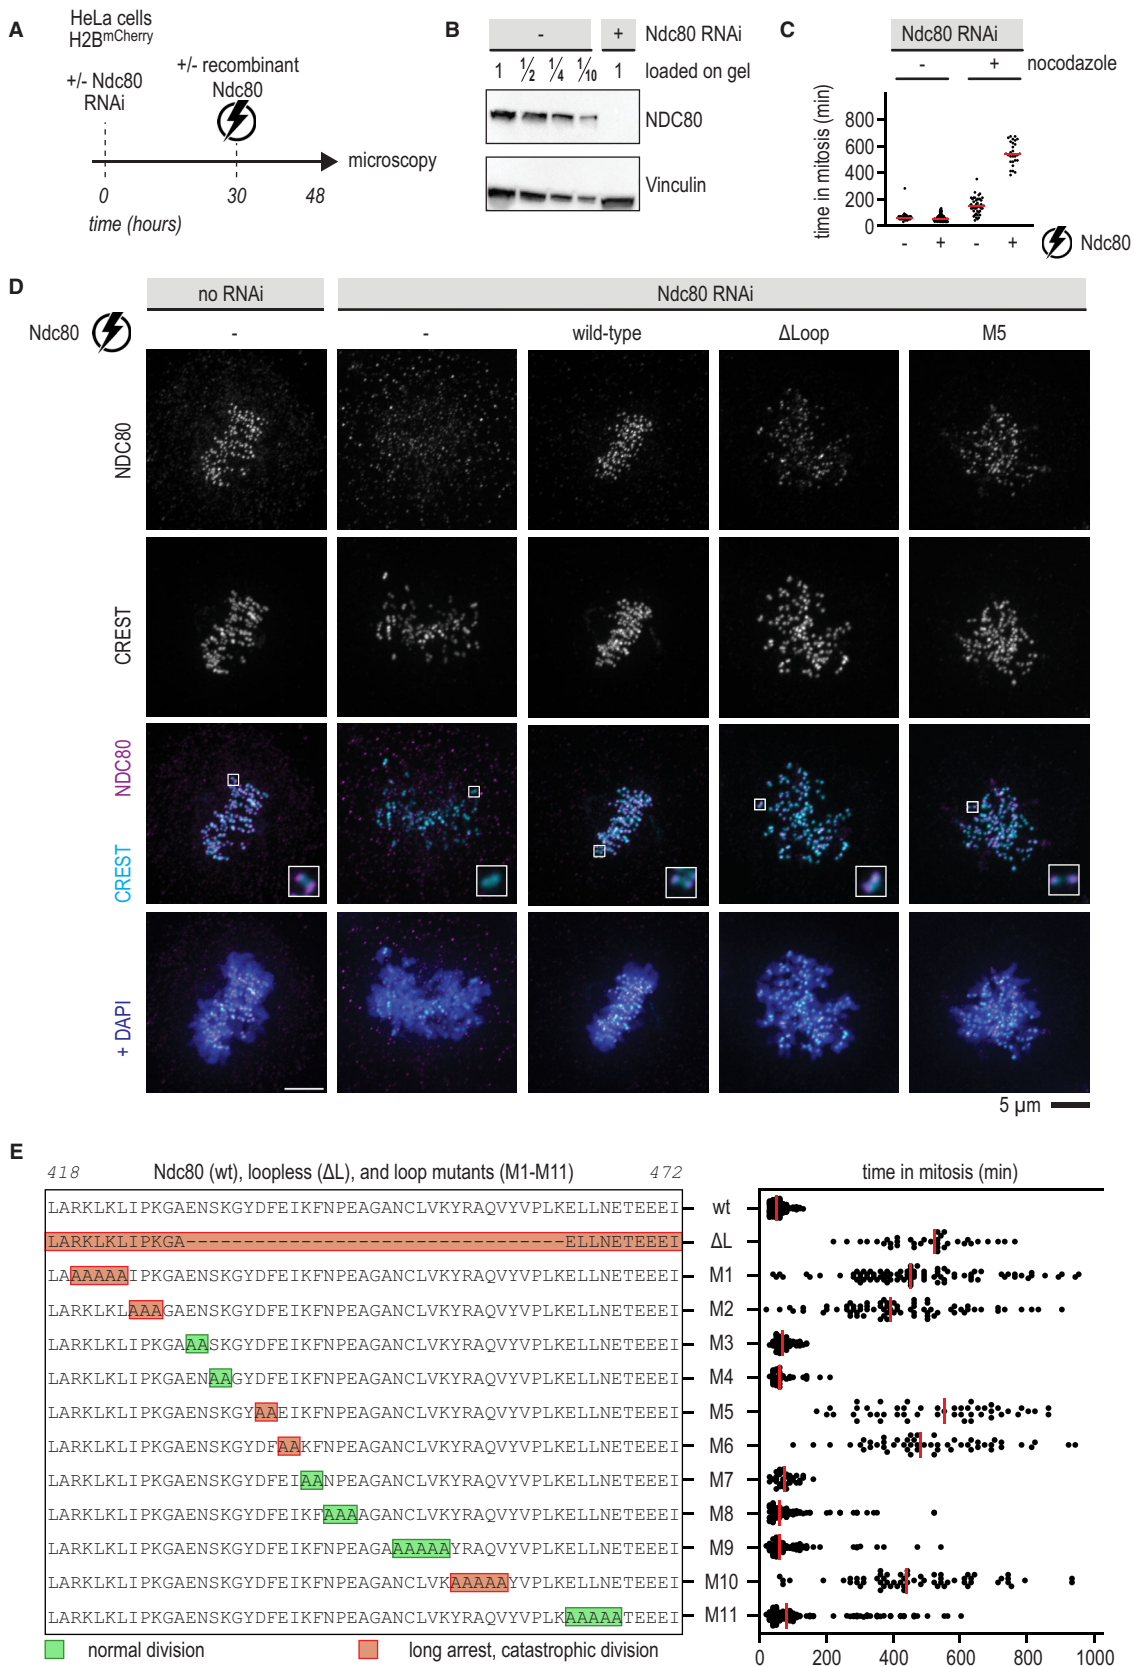 A
HeLa cells
H2BmCherry
+/- Ndc80
RNAi
+/- recombinant
Ndc80
microscopy
0
30
48
time (hours)
B
-
+
Ndc80 RNAi
1
1/2
1/4
1/10
1
loaded on gel
NDC80
Vinculin
C
Ndc80 RNAi
-
+
nocodazole
time in mitosis (min)
800
600
400
200
0
-
+
-
+
Ndc80
D
no RNAi
Ndc80 RNAi
Ndc80
-
-
wild-type
ΔLoop
M5
NDC80
CREST
NDC80
CREST
+ DAPI
5 µm
E
418
Ndc80 (wt), loopless (ΔL), and loop mutants (M1-M11)
472
time in mitosis (min)
LARKLKLIPKGAENSKGYDFEIKFNPEAGANCLVKYRAQVYVPLKELLNETEEEI
wt
LARKLKLIPKGA---------------------------------ELLNETEEEI
ΔL
LAAAAAAIPKGAENSKGYDFEIKFNPEAGANCLVKYRAQVYVPLKELLNETEEEI
M1
LARKLKLAAAGAENSKGYDFEIKFNPEAGANCLVKYRAQVYVPLKELLNETEEEI
M2
LARKLKLIPKGAAASKGYDFEIKFNPEAGANCLVKYRAQVYVPLKELLNETEEEI
M3
LARKLKLIPKGAENAAGYDFEIKFNPEAGANCLVKYRAQVYVPLKELLNETEEEI
M4
LARKLKLIPKGAENSKGYAAEIKFNPEAGANCLVKYRAQVYVPLKELLNETEEEI
M5
LARKLKLIPKGAENSKGYDFAAKFNPEAGANCLVKYRAQVYVPLKELLNETEEEI
M6
LARKLKLIPKGAENSKGYDFEIAANPEAGANCLVKYRAQVYVPLKELLNETEEEI
M7
LARKLKLIPKGAENSKGYDFEIKFAAAAGANCLVKYRAQVYVPLKELLNETEEEI
M8
LARKLKLIPKGAENSKGYDFEIKFNPEAGAAAAAAYRAQVYVPLKELLNETEEEI
M9
LARKLKLIPKGAENSKGYDFEIKFNPEAGANCLVKAAAAAYVPLKELLNETEEEI
M10
LARKLKLIPKGAENSKGYDFEIKFNPEAGANCLVKYRAQVYVPLKAAAAATEEEI
M11
normal division
long arrest, catastrophic division
0
200
400
600
800
1000